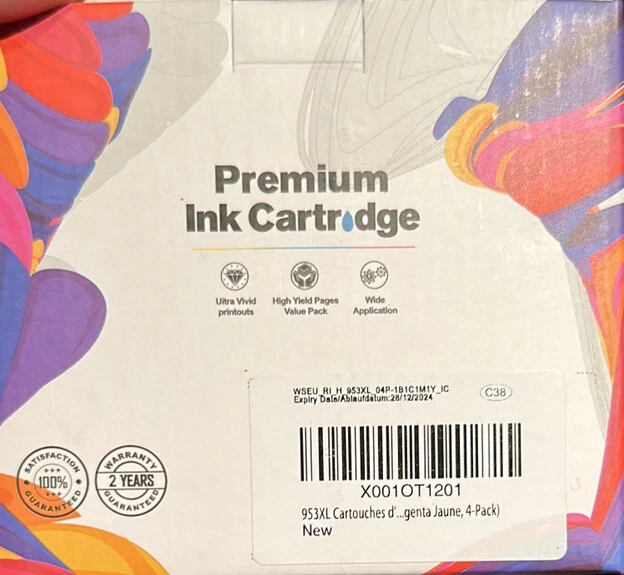 Premium
Ink Cartrdge
Ultra Vivid
printouts
High Yield Pages
Value Pack
Wide
Application
SATISFACTION
100%
GUARANTEED
WARRANTY
2 YEARS
GUARANTEED
WSEU_RI_H_953XL_04P-1B1C1M1Y_IC
Expiry Date/Ablaufdatum:28/12/2024
C38
X001OT1201
953XL Cartouches d'...genta Jaune, 4-Pack)
New